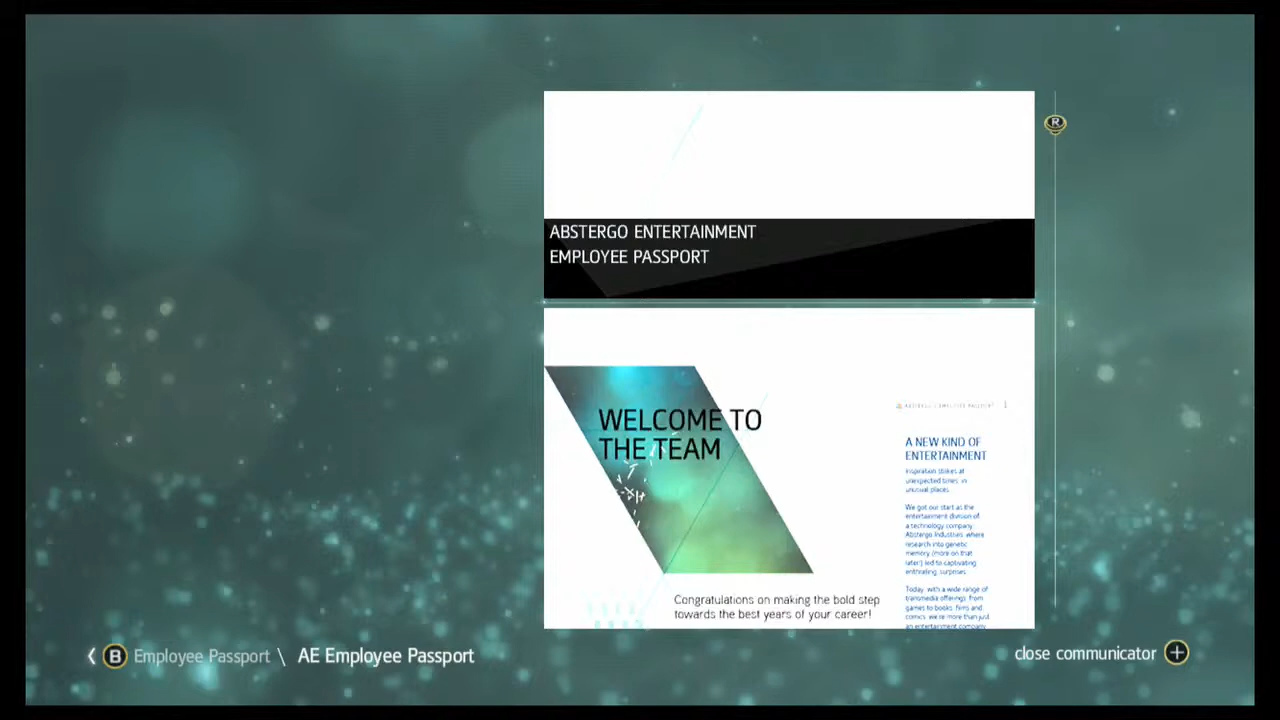 R
ABSTERGO ENTERTAINMENT
EMPLOYEE PASSPORT
WELCOME TO
THE TEAM
Congratulations on making the bold step
towards the best years of your career!
A NEW KIND OF
ENTERTAINMENT
Inspiration strikes at
unexpected times, in
unusual places.
We got our start as the
entertainment division of
a technology company,
Abstergo Industries, where
research into genetic
memory (more on that
later!) led to captivating,
enthralling, surprises.
Today, with a wide range of
transmedia offerings, from
games to books, films and
comics, we're more than just
an entertainment company
B Employee Passport \ AE Employee Passport
close communicator +